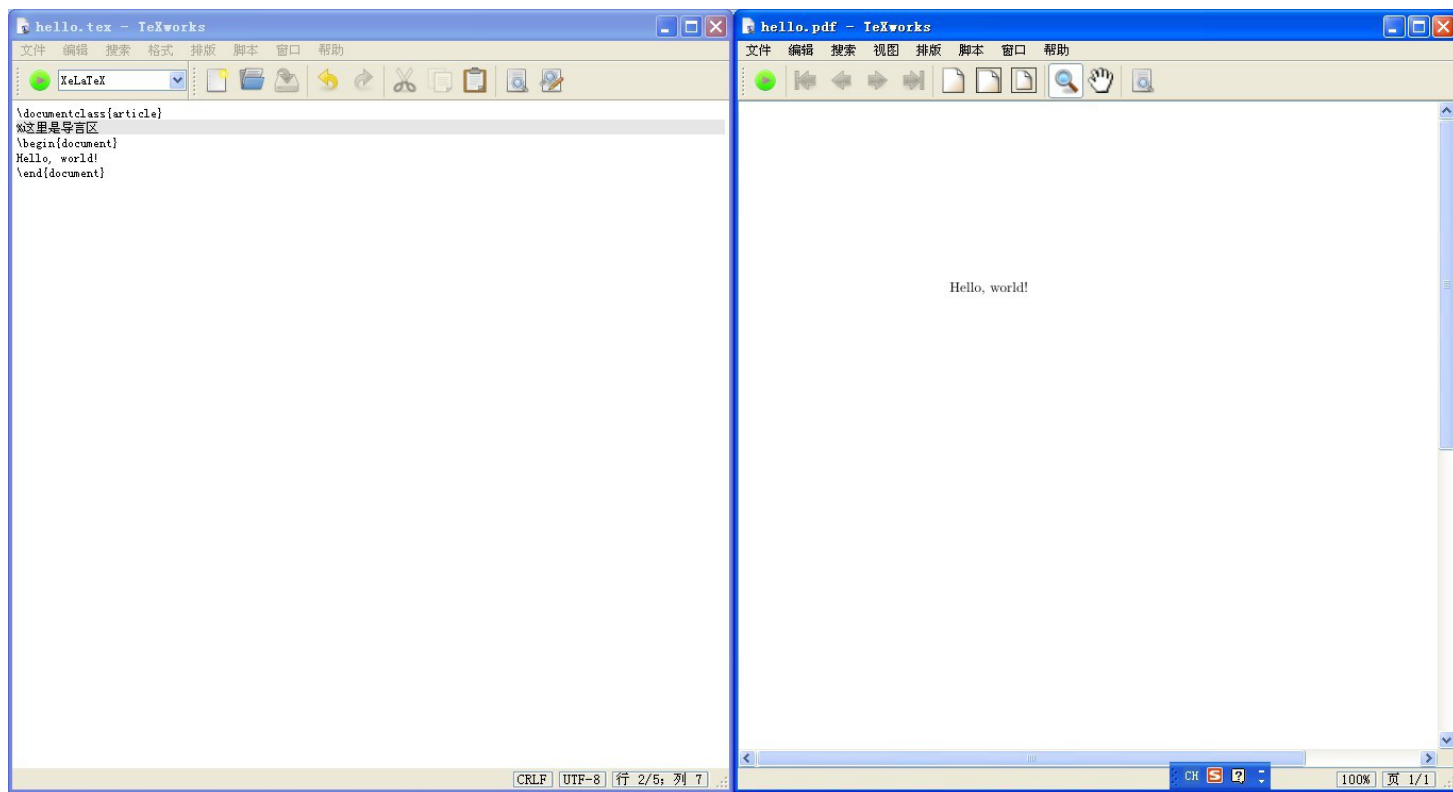 hello.tex - TeXworks
文件 编辑 搜索 格式 排版 脚本 窗口 帮助
XeLaTeX
\documentclass{article}
%这里是导言区
\begin{document}
Hello, world!
\end{document}
CRLF UTF-8 行 2/5; 列 7
hello.pdf - TeXworks
文件 编辑 搜索 视图 排版 脚本 窗口 帮助
Hello, world!
CH S ?
100% 页 1/1